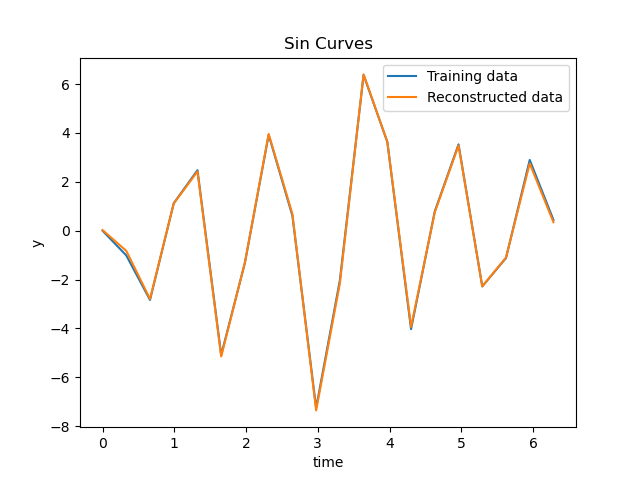 Sin Curves
Training data
Reconstructed data
6
4
2
0
−2
−4
−6
−8
y
0 1 2 3 4 5 6
time